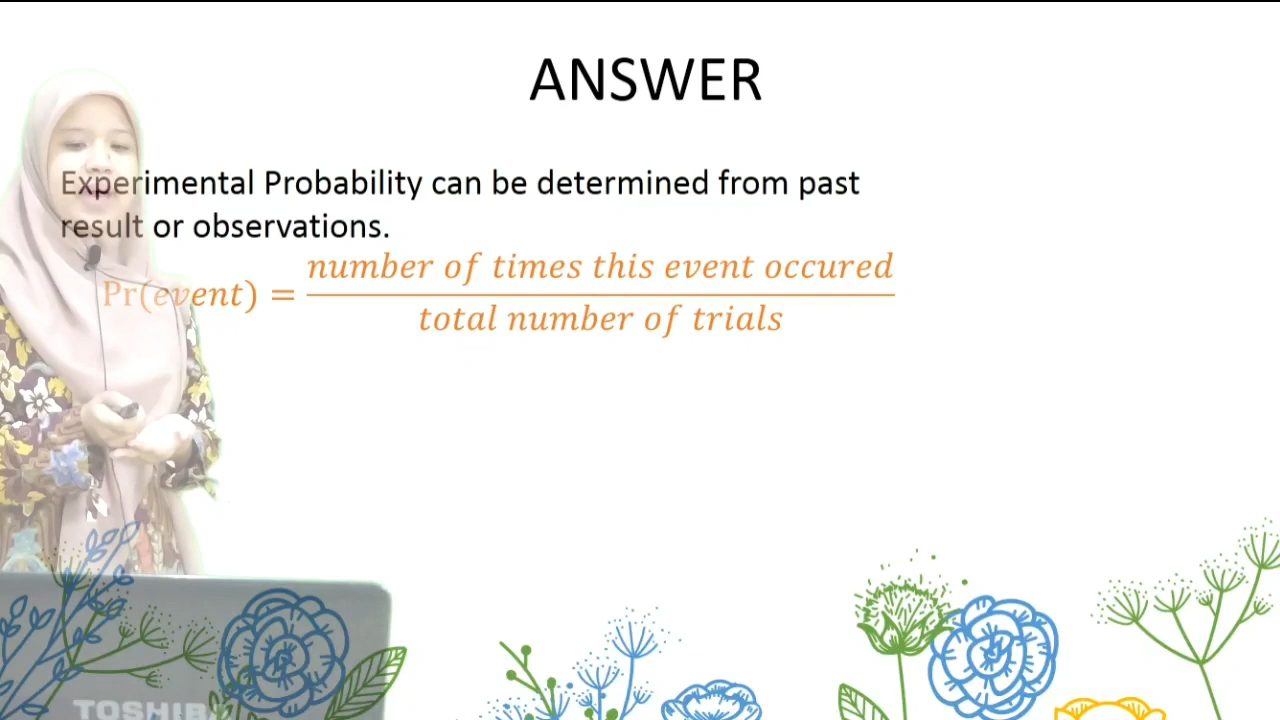 ANSWER
Experimental Probability can be determined from past
result or observations.
Pr(event) = number of times this event occured / total number of trials
TOSHIBA